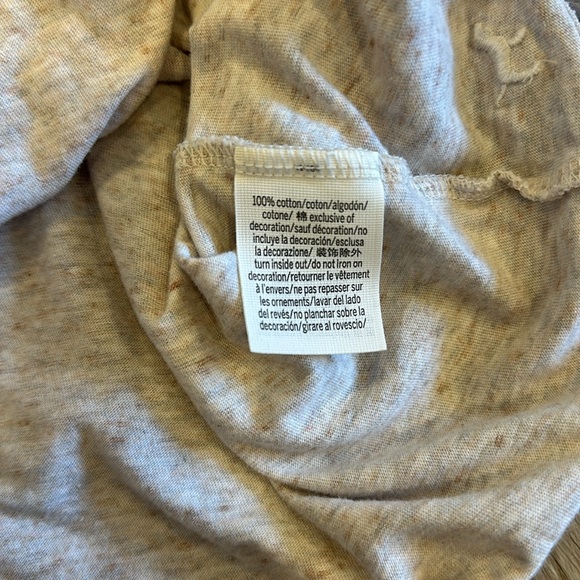 100% cotton/coton/algodón/
cotone/ 棉 exclusive of
decoration/sauf décoration/no
incluye la decoración/esclusa
la decorazione/ 装饰除外
turn inside out/do not iron on
decoration/retourner le vêtement
à l'envers/ne pas repasser sur
les ornements/lavar del lado
del revés/no planchar sobre la
decoración/girare al rovescio/